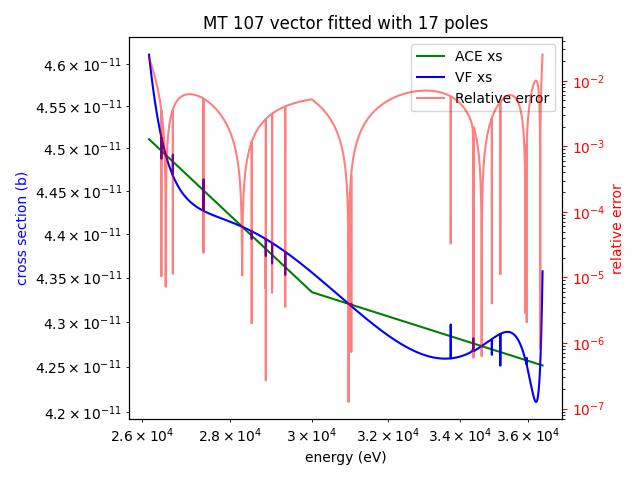 MT 107 vector fitted with 17 poles
ACE xs
VF xs
Relative error
4.6 × 10⁻¹¹
4.55 × 10⁻¹¹
4.5 × 10⁻¹¹
4.45 × 10⁻¹¹
4.4 × 10⁻¹¹
4.35 × 10⁻¹¹
4.3 × 10⁻¹¹
4.25 × 10⁻¹¹
4.2 × 10⁻¹¹
cross section (b)
10⁻²
10⁻³
10⁻⁴
10⁻⁵
10⁻⁶
10⁻⁷
relative error
2.6 × 10⁴ 2.8 × 10⁴ 3 × 10⁴ 3.2 × 10⁴ 3.4 × 10⁴ 3.6 × 10⁴
energy (eV)